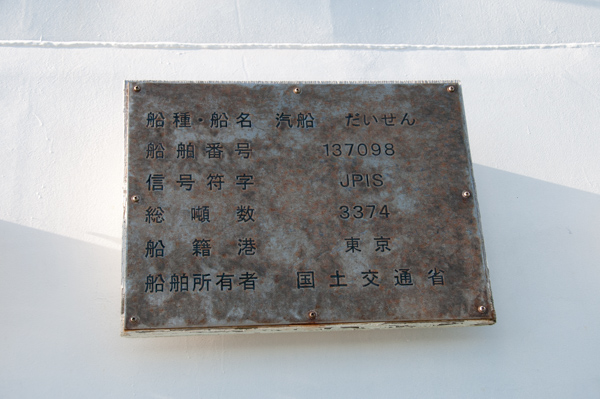 船種・船名 汽船 だいせん
船舶番号 137098
信号符字 JPIS
総噸数 3374
船籍港 東京
船舶所有者 国土交通省